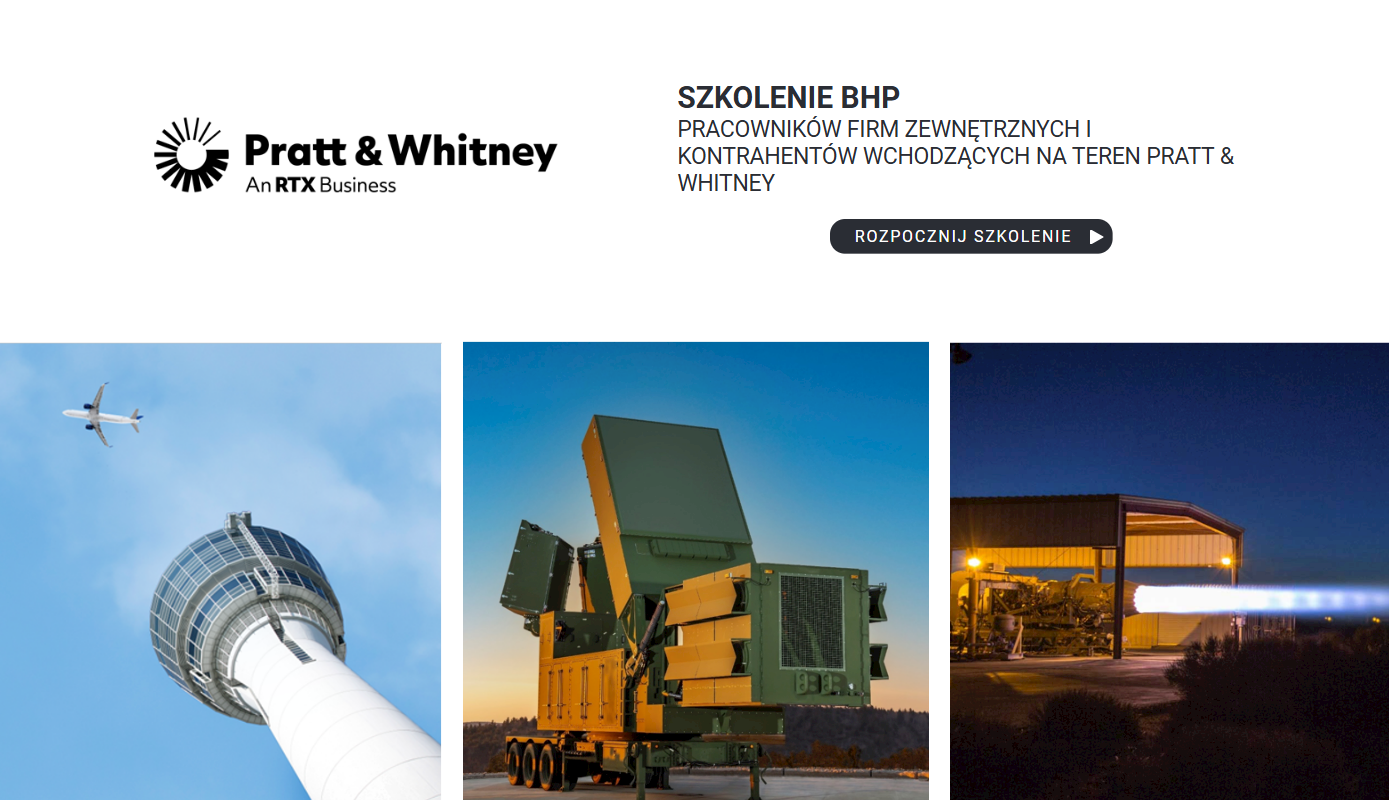 Pratt & Whitney
An RTX Business
SZKOLENIE BHP
PRACOWNIKÓW FIRM ZEWNĘTRZNYCH I
KONTRAHENTÓW WCHODZĄCYCH NA TEREN PRATT &
WHITNEY
ROZPOCZNIJ SZKOLENIE